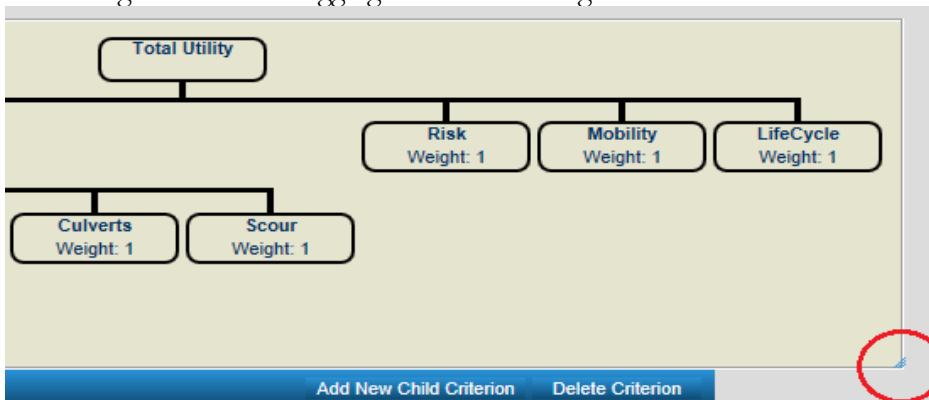 Total Utility
Risk
Weight: 1
Mobility
Weight: 1
LifeCycle
Weight: 1
Culverts
Weight: 1
Scour
Weight: 1
Add New Child Criterion
Delete Criterion